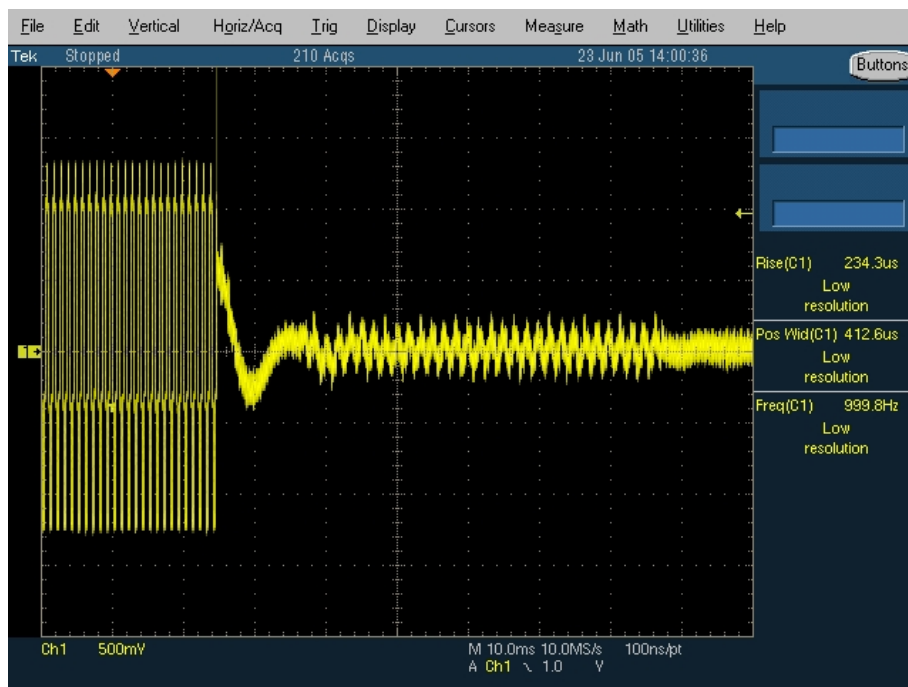 File Edit Vertical Horiz/Acq Trig Display Cursors Measure Math Utilities Help
Tek Stopped 210 Acqs 23 Jun 05 14:00:36
Buttons
1
Rise(C1) 234.3us
Low
resolution
Pos Wid(C1) 412.6us
Low
resolution
Freq(C1) 999.8Hz
Low
resolution
Ch1 500mV M 10.0ms 10.0MS/s 100ns/pt
A Ch1 1.0 V